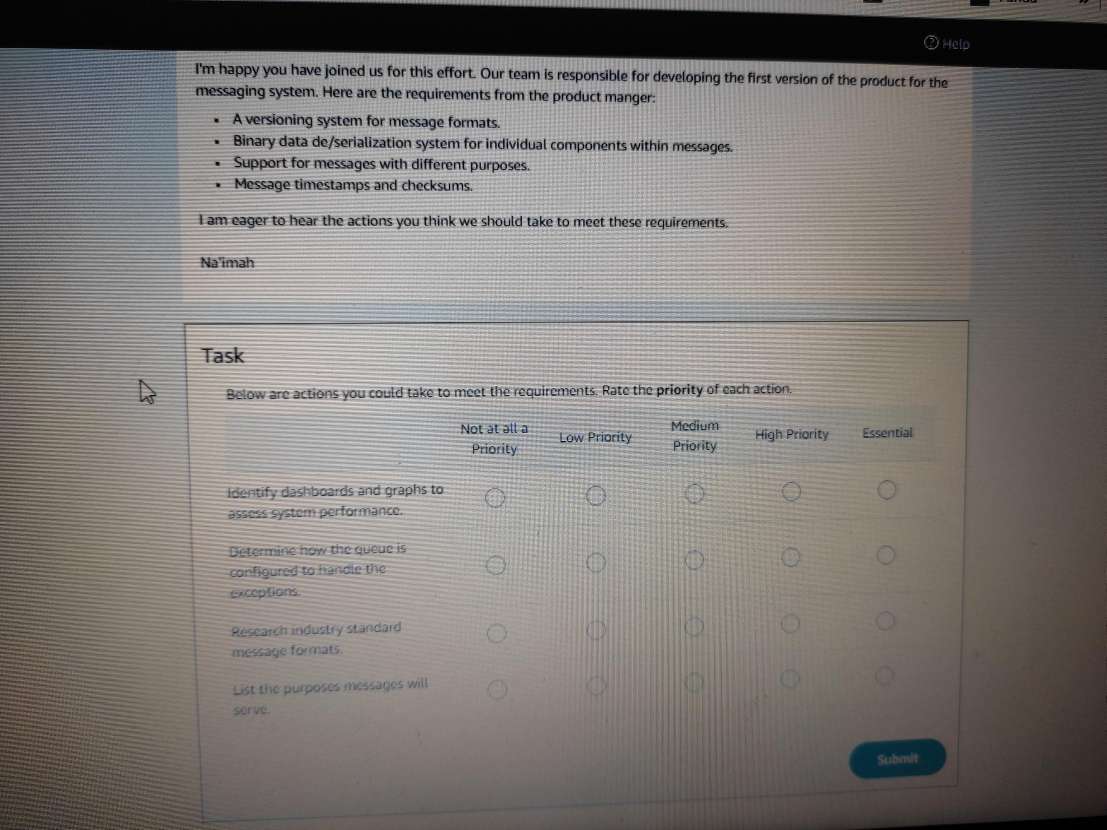 Help
I'm happy you have joined us for this effort. Our team is responsible for developing the first version of the product for the
messaging system. Here are the requirements from the product manger:
• A versioning system for message formats.
• Binary data de/serialization system for individual components within messages.
• Support for messages with different purposes.
• Message timestamps and checksums.
I am eager to hear the actions you think we should take to meet these requirements.
Na'imah
Task
Below are actions you could take to meet the requirements. Rate the priority of each action.
Not at all a
Priority
Low Priority
Medium
Priority
High Priority
Essential
Identify dashboards and graphs to
assess system performance.
Determine how the queue is
configured to handle the
exceptions.
Research industry standard
message formats.
List the purposes messages will
serve.
Submit